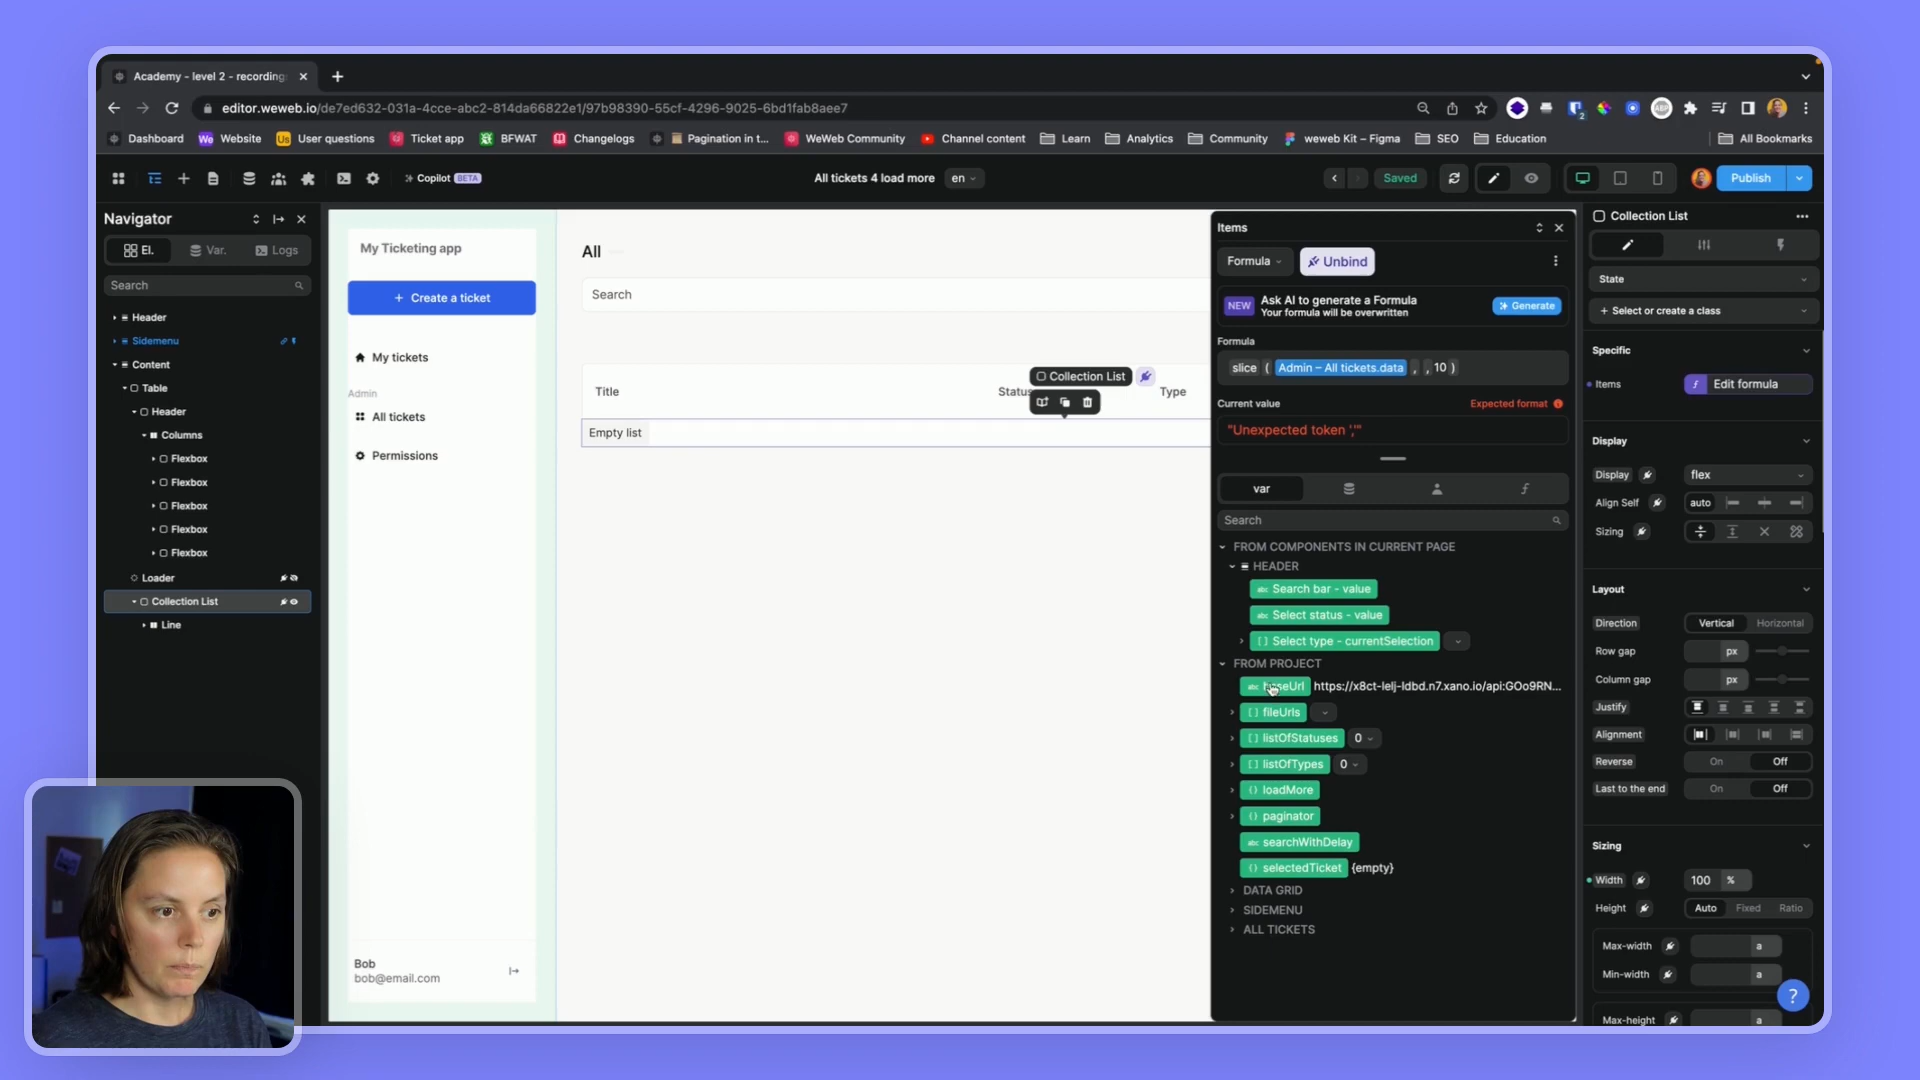 Academy - level 2 - recording
editor.weweb.io/de7ed632-031a-4cce-abc2-814da66822e1/97b98390-55cf-4296-9025-6bd1fab8aee7
Dashboard
We Website
Us User questions
Ticket app
BFWAT
Changelogs
Pagination in t...
WeWeb Community
Channel content
Learn
Analytics
Community
weweb Kit – Figma
SEO
Education
All Bookmarks
Copilot BETA
All tickets 4 load more
en
Saved
Publish
Navigator
El.
Var.
Logs
Search
Header
Sidemenu
Content
Table
Header
Columns
Flexbox
Flexbox
Flexbox
Flexbox
Flexbox
Loader
Collection List
Line
My Ticketing app
+ Create a ticket
My tickets
Admin
All tickets
Permissions
Bob
bob@email.com
All
Search
Collection List
Title
Status
Type
Empty list
Items
Formula
Unbind
NEW
Ask AI to generate a Formula
Your formula will be overwritten
Generate
Formula
slice ( Admin – All tickets.data , , 10 )
Current value
Expected format
"Unexpected token ','"
var
Search
FROM COMPONENTS IN CURRENT PAGE
HEADER
abc Search bar - value
abc Select status - value
[ ] Select type - currentSelection
FROM PROJECT
abc baseUrl https://x8ct-lelj-ldbd.n7.xano.io/api:GOo9RN...
[ ] fileUrls
[ ] listOfStatuses 0
[ ] listOfTypes 0
{} loadMore
{} paginator
abc searchWithDelay
{} selectedTicket {empty}
DATA GRID
SIDEMENU
ALL TICKETS
Collection List
State
+ Select or create a class
Specific
Items
Edit formula
Display
Display
flex
Align Self
auto
Sizing
Layout
Direction
Vertical
Horizontal
Row gap
px
Column gap
px
Justify
Alignment
Reverse
On
Off
Last to the end
On
Off
Sizing
Width
100 %
Height
Auto
Fixed
Ratio
Max-width
a
Min-width
a
Max-height
a
?